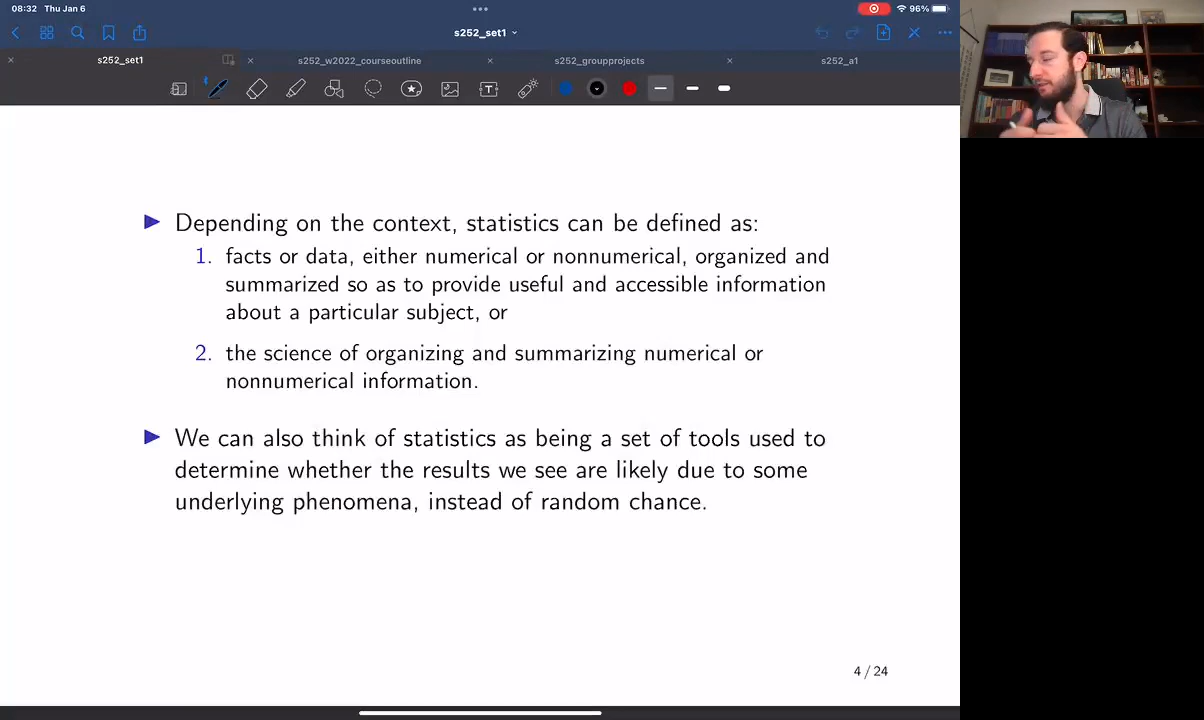 08:32 Thu Jan 6
96%
s252_set1
s252_set1 s252_w2022_courseoutline s252_groupprojects s252_a1
T
Depending on the context, statistics can be defined as:
1. facts or data, either numerical or nonnumerical, organized and
summarized so as to provide useful and accessible information
about a particular subject, or
2. the science of organizing and summarizing numerical or
nonnumerical information.
We can also think of statistics as being a set of tools used to
determine whether the results we see are likely due to some
underlying phenomena, instead of random chance.
4 / 24